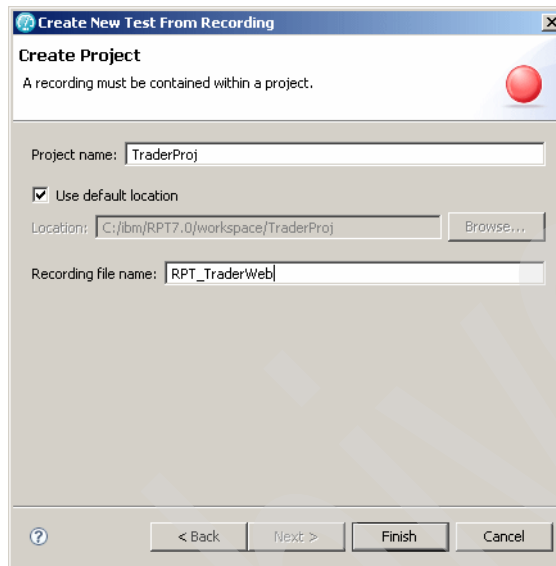 Create New Test From Recording
Create Project
A recording must be contained within a project.
Project name: TraderProj
Use default location
Location: C:/ibm/RPT7.0/workspace/TraderProj Browse...
Recording file name: RPT_TraderWeb
? < Back Next > Finish Cancel